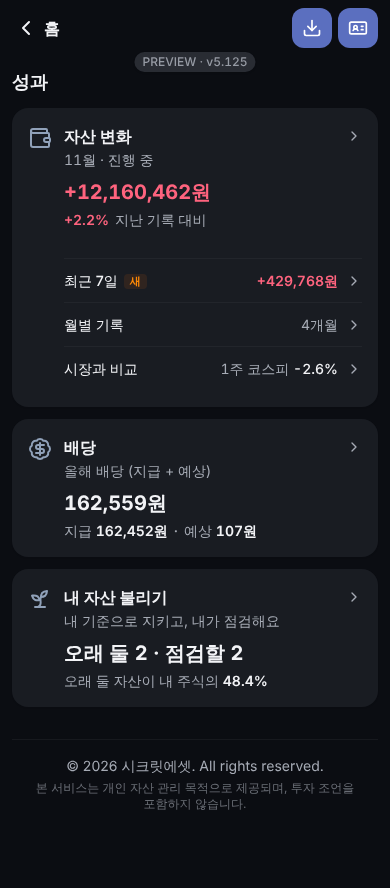 홈
PREVIEW · v5.125
성과
자산 변화
11월 · 진행 중
+12,160,462원
+2.2% 지난 기록 대비
최근 7일 새 +429,768원
월별 기록 4개월
시장과 비교 1주 코스피 -2.6%
배당
올해 배당 (지급 + 예상)
162,559원
지급 162,452원 · 예상 107원
내 자산 불리기
내 기준으로 지키고, 내가 점검해요
오래 둘 2 · 점검할 2
오래 둘 자산이 내 주식의 48.4%
© 2026 시크릿에셋. All rights reserved.
본 서비스는 개인 자산 관리 목적으로 제공되며, 투자 조언을
포함하지 않습니다.